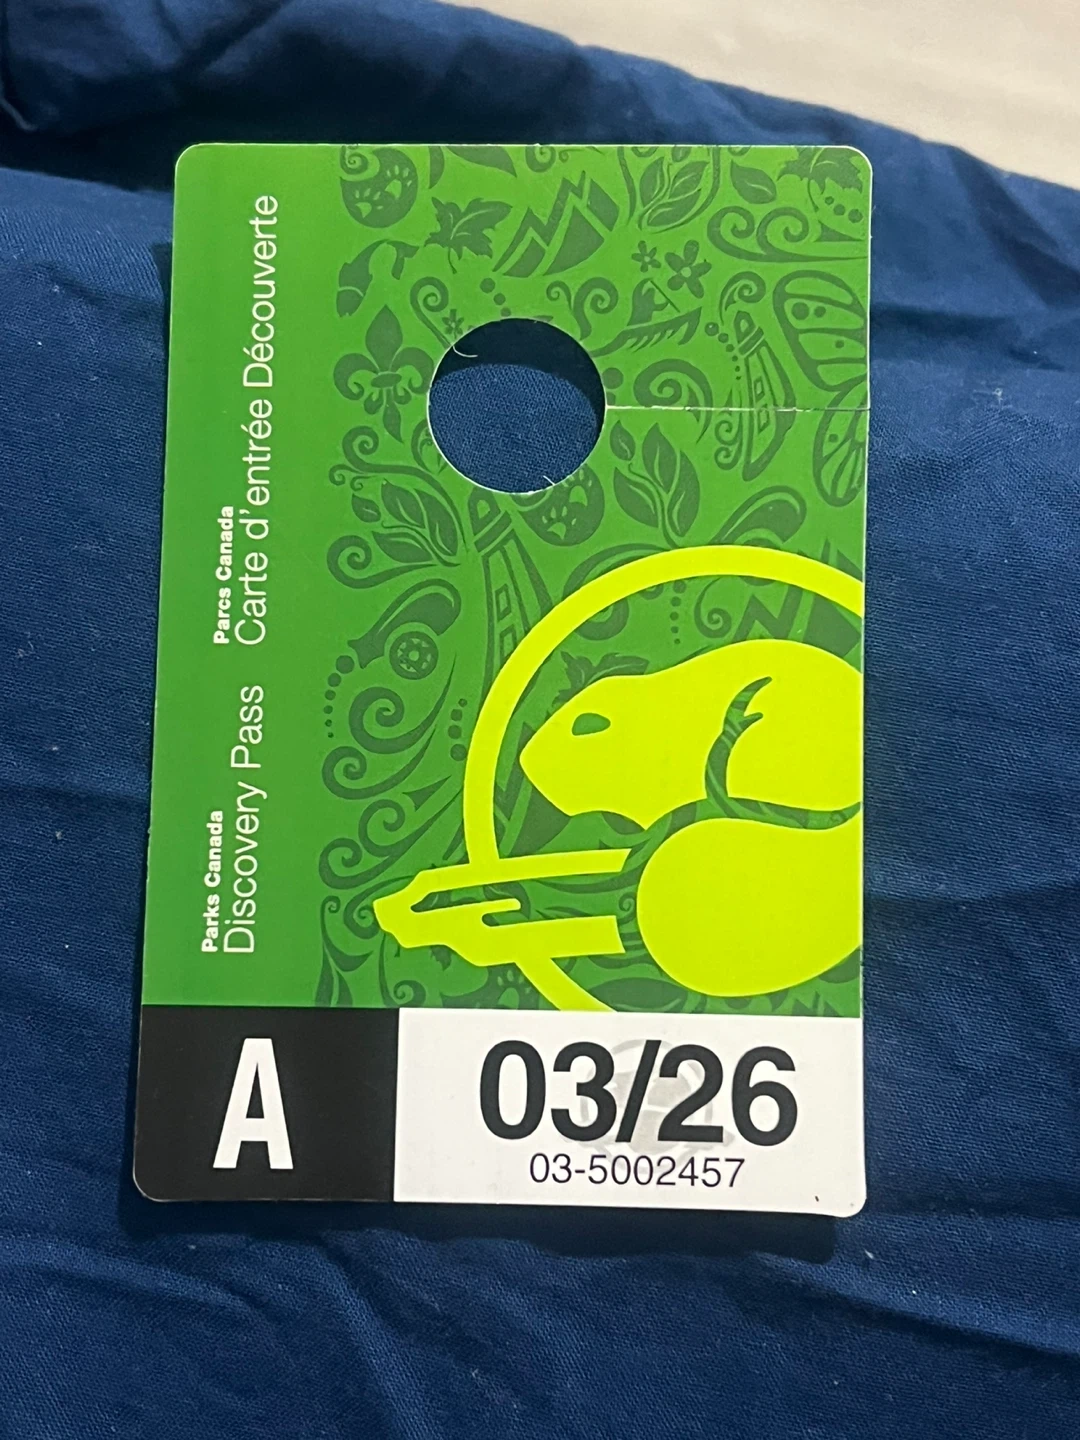 Parks Canada
Discovery Pass
Parcs Canada
Carte d'entrée Découverte
A
03/26
03-5002457